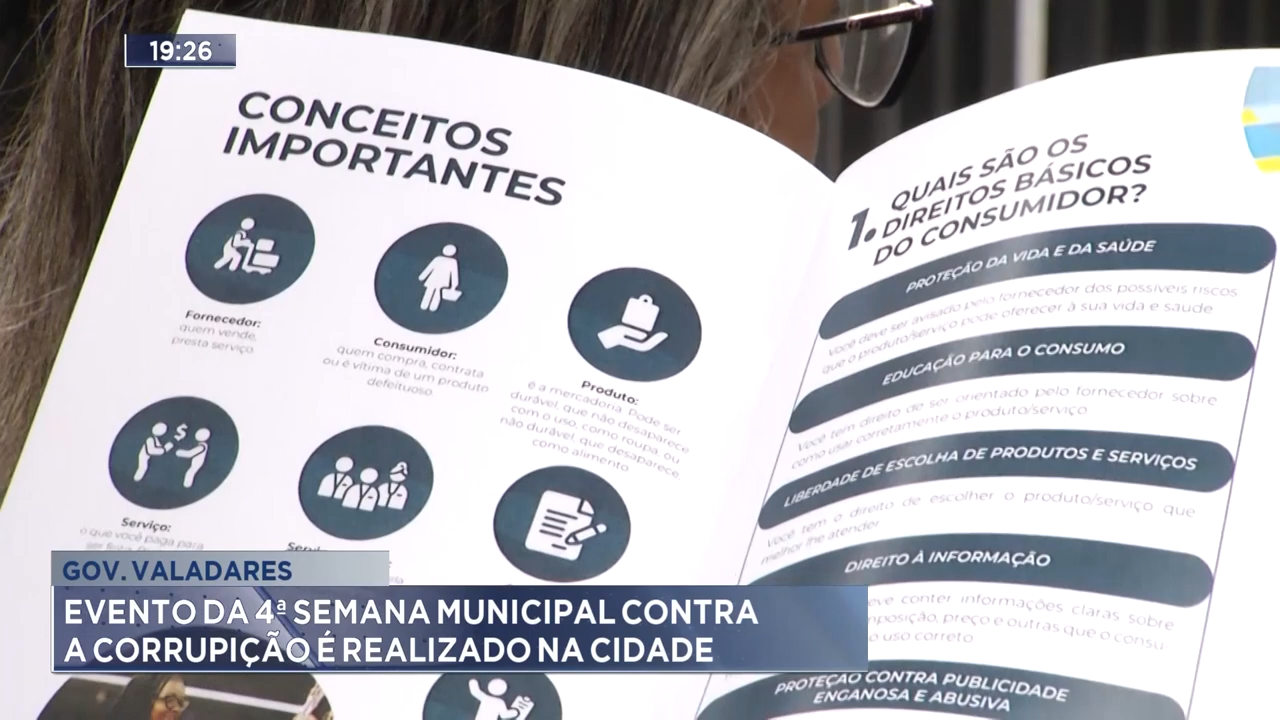 19:26
CONCEITOS
IMPORTANTES
Fornecedor:
quem vende,
presta serviço
Consumidor:
quem compra, contrata
ou é vítima de um produto
defeituoso
Produto:
é a mercadoria. Pode ser
durável, que não desaparece
com o uso, como roupa, ou
não durável, que desaparece
como alimento
Serviço:
o que você paga para
1. QUAIS SÃO OS
DIREITOS BÁSICOS
DO CONSUMIDOR?
PROTEÇÃO DA VIDA E DA SAÚDE
Você deve ser avisado pelo fornecedor dos possíveis riscos
que o produto/serviço pode oferecer à sua vida e saúde
EDUCAÇÃO PARA O CONSUMO
Você tem direito de ser orientado pelo fornecedor sobre
como usar corretamente o produto/serviço
LIBERDADE DE ESCOLHA DE PRODUTOS E SERVIÇOS
Você tem o direito de escolher o produto/serviço que
melhor lhe atender
DIREITO À INFORMAÇÃO
conter informações claras sobre
preço e outras que o consu-
o uso correto
PROTEÇÃO CONTRA PUBLICIDADE
ENGANOSA E ABUSIVA
GOV. VALADARES
EVENTO DA 4ª SEMANA MUNICIPAL CONTRA
A CORRUPIÇÃO É REALIZADO NA CIDADE